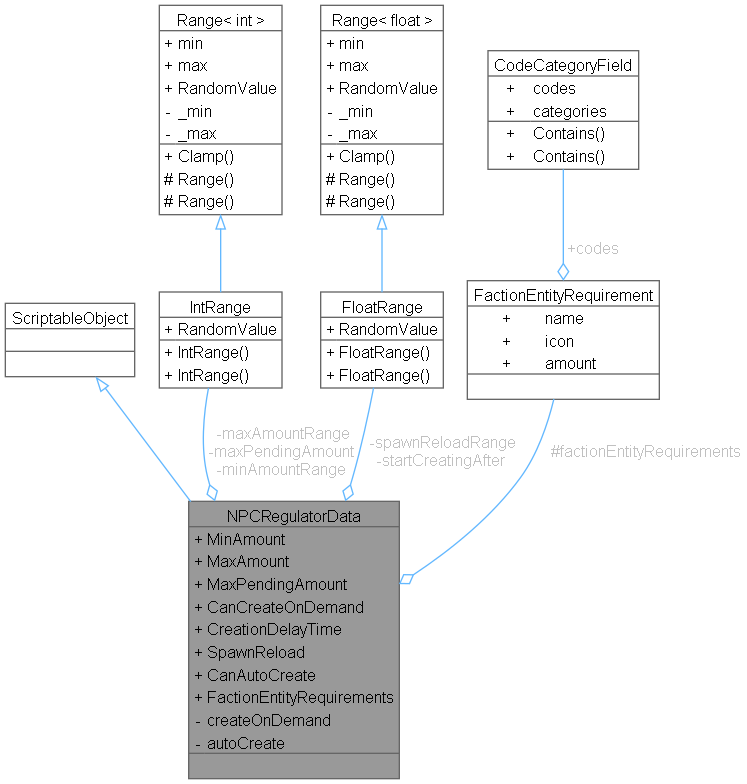 Range< int >
+ min
+ max
+ RandomValue
- _min
- _max
+ Clamp()
# Range()
# Range()
Range< float >
+ min
+ max
+ RandomValue
- _min
- _max
+ Clamp()
# Range()
# Range()
CodeCategoryField
+ codes
+ categories
+ Contains()
+ Contains()
+codes
ScriptableObject
IntRange
+ RandomValue
+ IntRange()
+ IntRange()
FloatRange
+ RandomValue
+ FloatRange()
+ FloatRange()
FactionEntityRequirement
+ name
+ icon
+ amount
-maxAmountRange
-maxPendingAmount
-minAmountRange
-spawnReloadRange
-startCreatingAfter
#factionEntityRequirements
NPCRegulatorData
+ MinAmount
+ MaxAmount
+ MaxPendingAmount
+ CanCreateOnDemand
+ CreationDelayTime
+ SpawnReload
+ CanAutoCreate
+ FactionEntityRequirements
- createOnDemand
- autoCreate